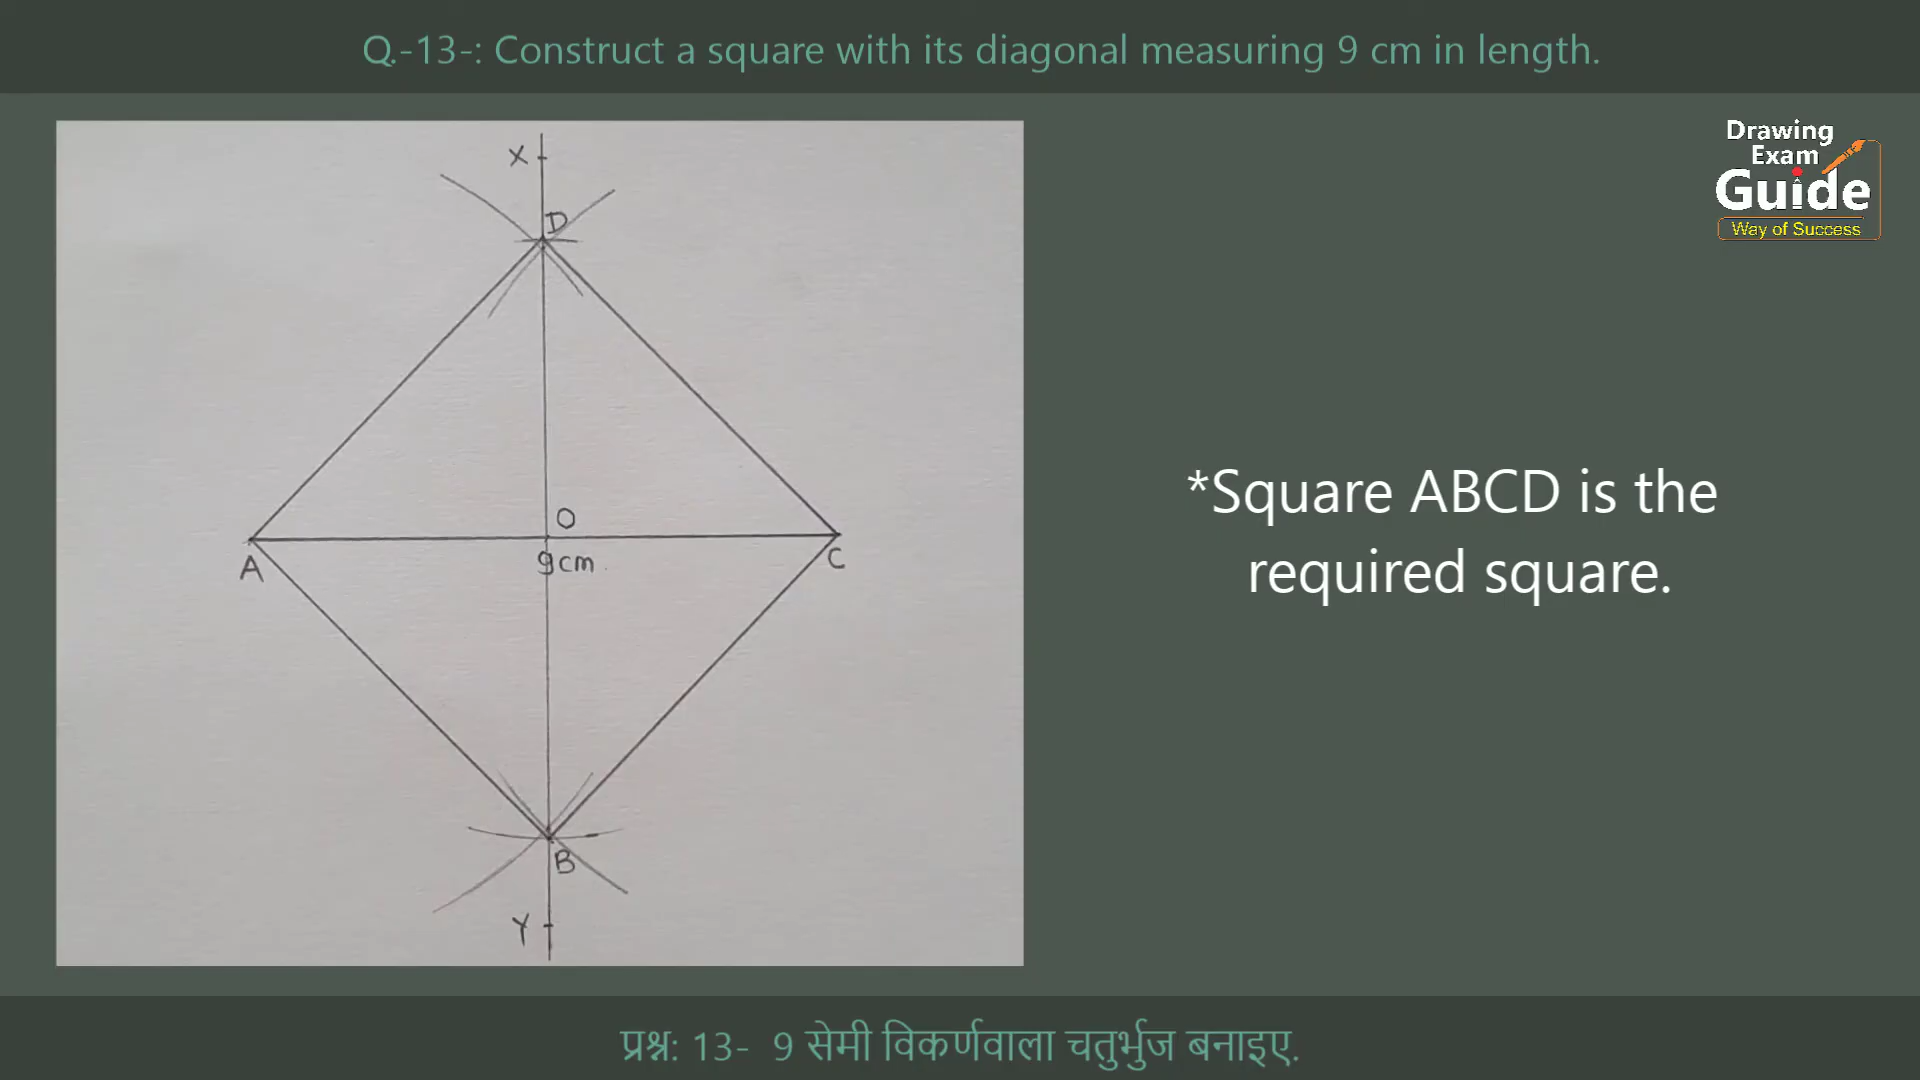 Q.-13-: Construct a square with its diagonal measuring 9 cm in length.
Drawing
Exam
Guide
Way of Success
X
D
O
A
9cm
C
B
Y
*Square ABCD is the
required square.
प्रश्न: 13- 9 सेमी विकर्णवाला चतुर्भुज बनाइए.